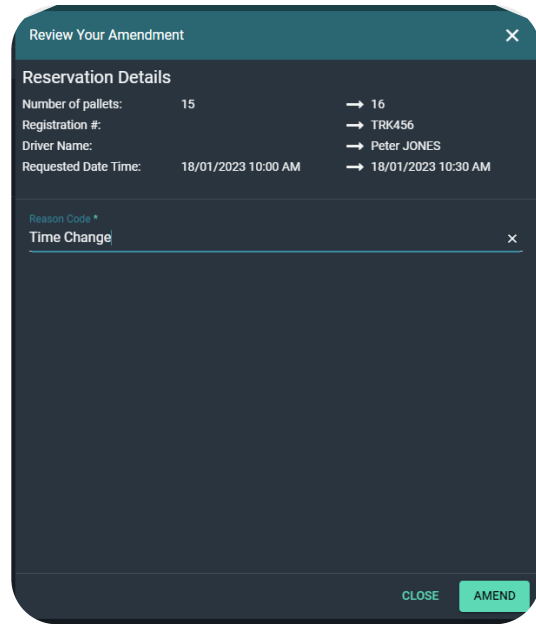 Review Your Amendment ×
Reservation Details
Number of pallets: 15 → 16
Registration #: → TRK456
Driver Name: → Peter JONES
Requested Date Time: 18/01/2023 10:00 AM → 18/01/2023 10:30 AM
Reason Code *
Time Change ×
CLOSE AMEND